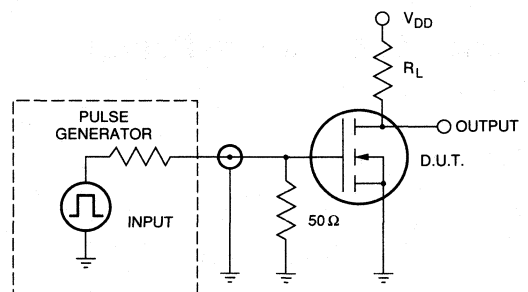 V_DD
R_L
PULSE
GENERATOR
OUTPUT
D.U.T.
INPUT
50 Ω